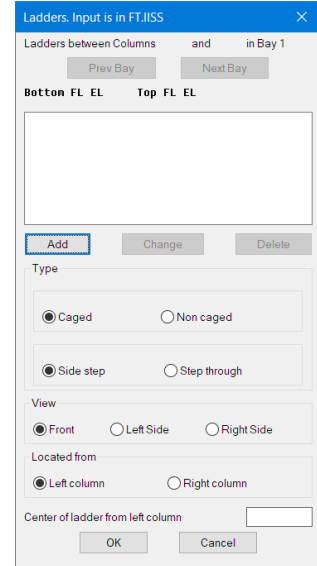 Ladders. Input is in FT.IISS
Ladders between Columns and in Bay 1
Prev Bay Next Bay
Bottom FL EL Top FL EL
Add Change Delete
Type
Caged Non caged
Side step Step through
View
Front Left Side Right Side
Located from
Left column Right column
Center of ladder from left column
OK Cancel